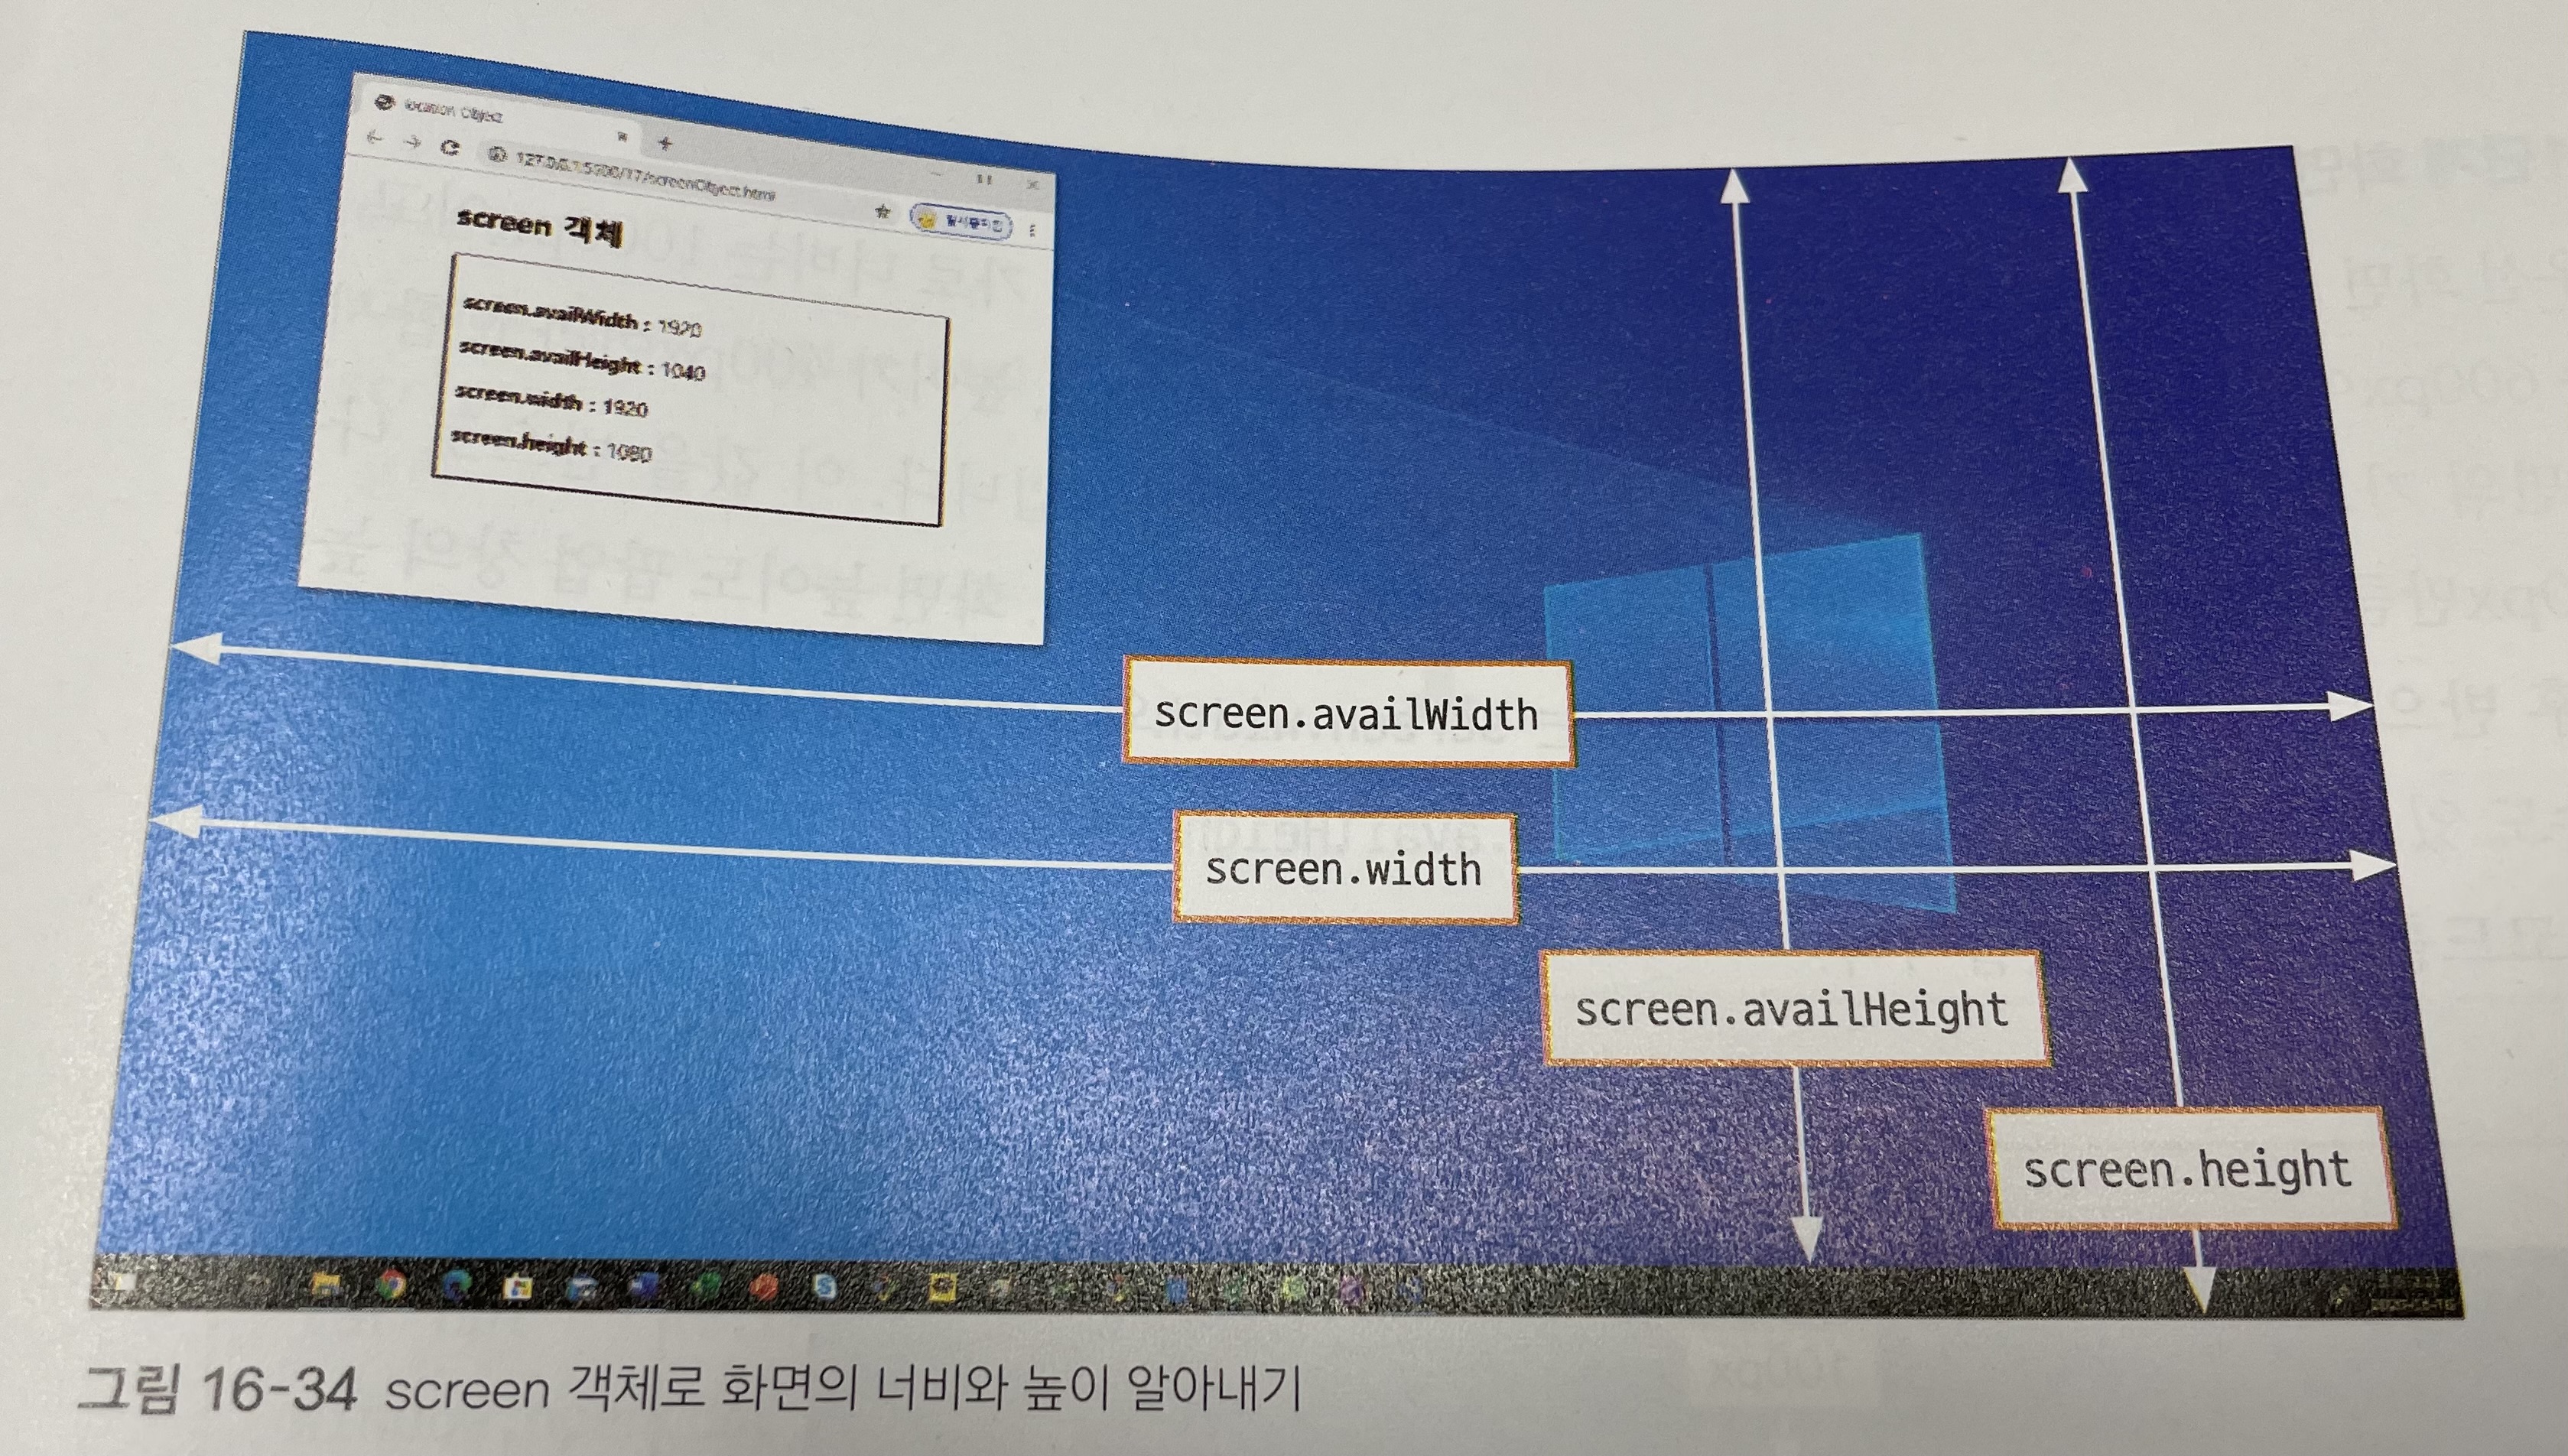 location Object
127.0.0.1:5500/17/screenObject.html
screen 객체
screen.availWidth : 1920
screen.availHeight : 1040
screen.width : 1920
screen.height : 1080
screen.availWidth
screen.width
screen.availHeight
screen.height
그림 16-34 screen 객체로 화면의 너비와 높이 알아내기